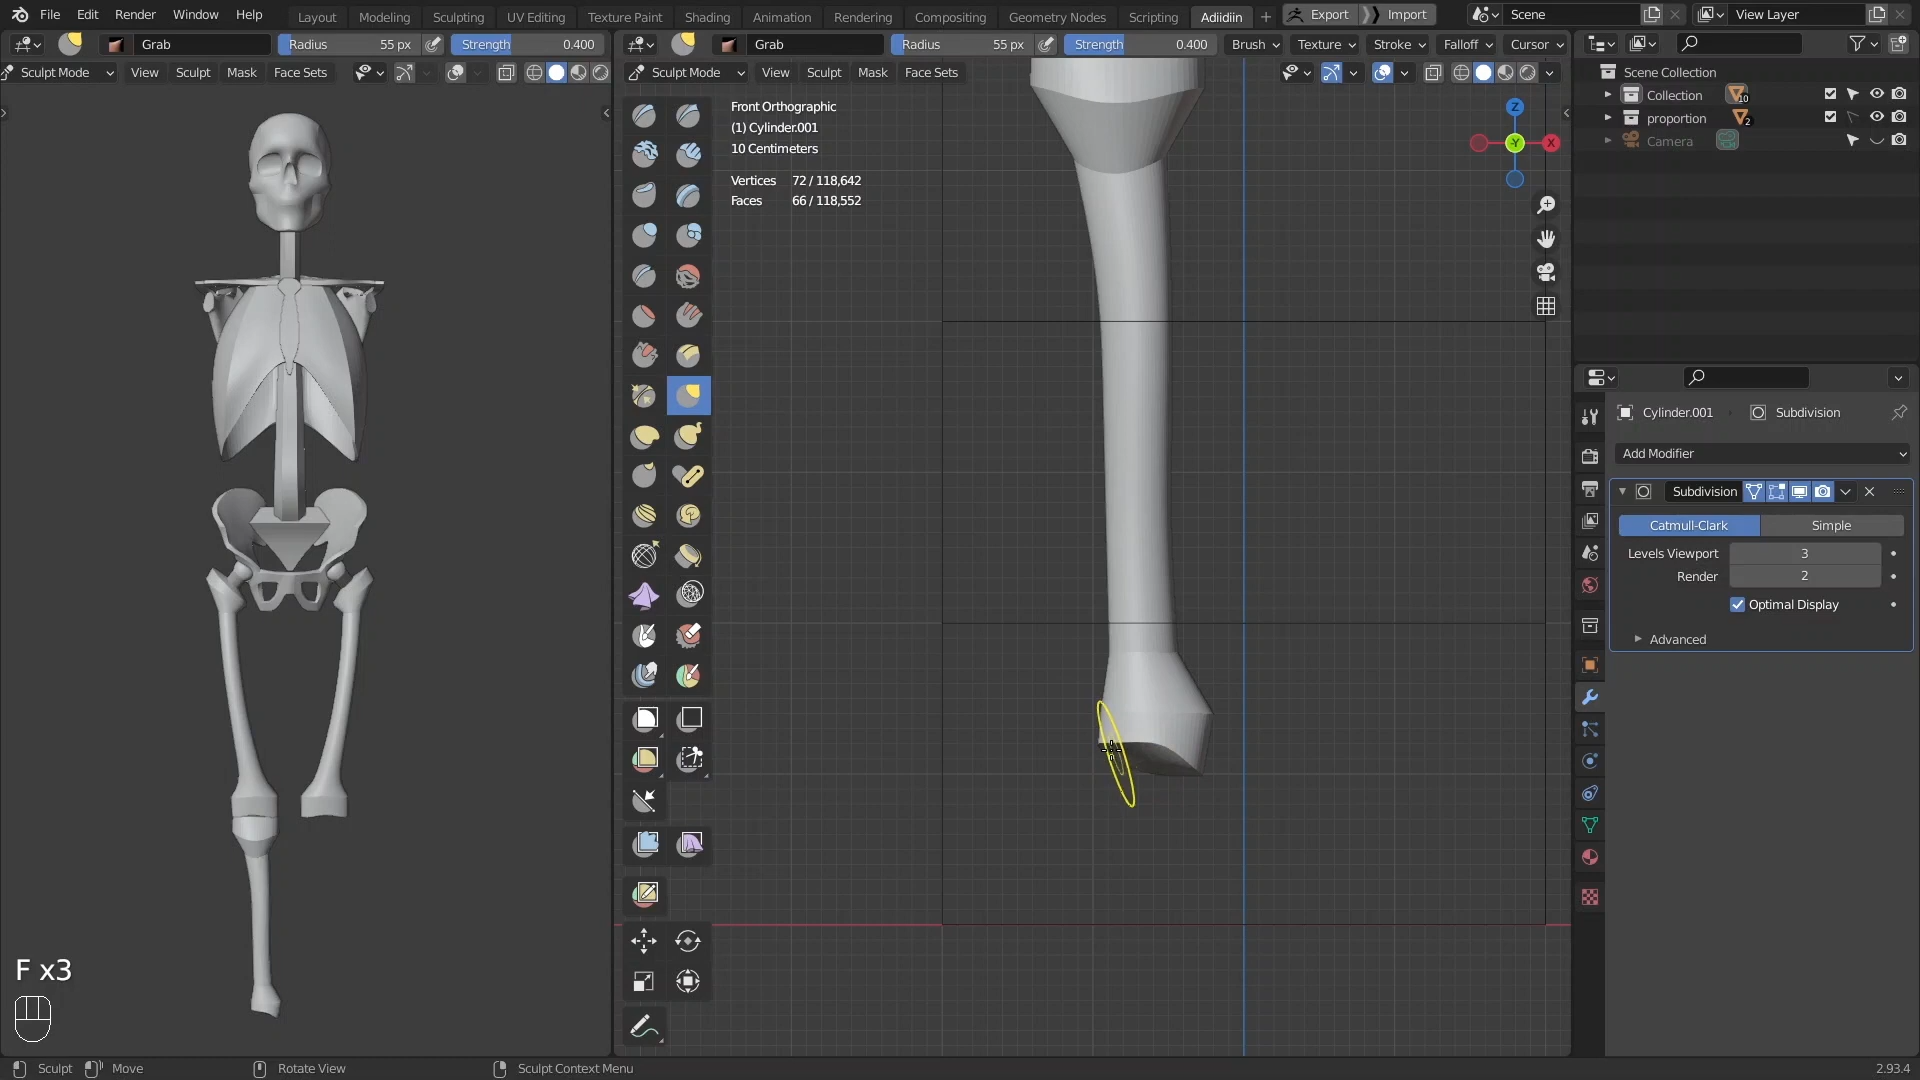 File Edit Render Window Help Layout Modeling Sculpting UV Editing Texture Paint Shading Animation Rendering Compositing Geometry Nodes Scripting Adiidiin Export Import Scene View Layer
Grab Radius 55 px Strength 0.400 Grab Radius 55 px Strength 0.400 Brush Texture Stroke Falloff Cursor
Sculpt Mode View Sculpt Mask Face Sets Sculpt Mode View Sculpt Mask Face Sets
Scene Collection
Collection 10
proportion 2
Camera
Front Orthographic
(1) Cylinder.001
10 Centimeters
Vertices 72 / 118,642
Faces 66 / 118,552
Z
Y
X
Cylinder.001 Subdivision
Add Modifier
Subdivision
Catmull-Clark Simple
Levels Viewport 3
Render 2
Optimal Display
Advanced
F x3
Sculpt Move Rotate View Sculpt Context Menu 2.93.4